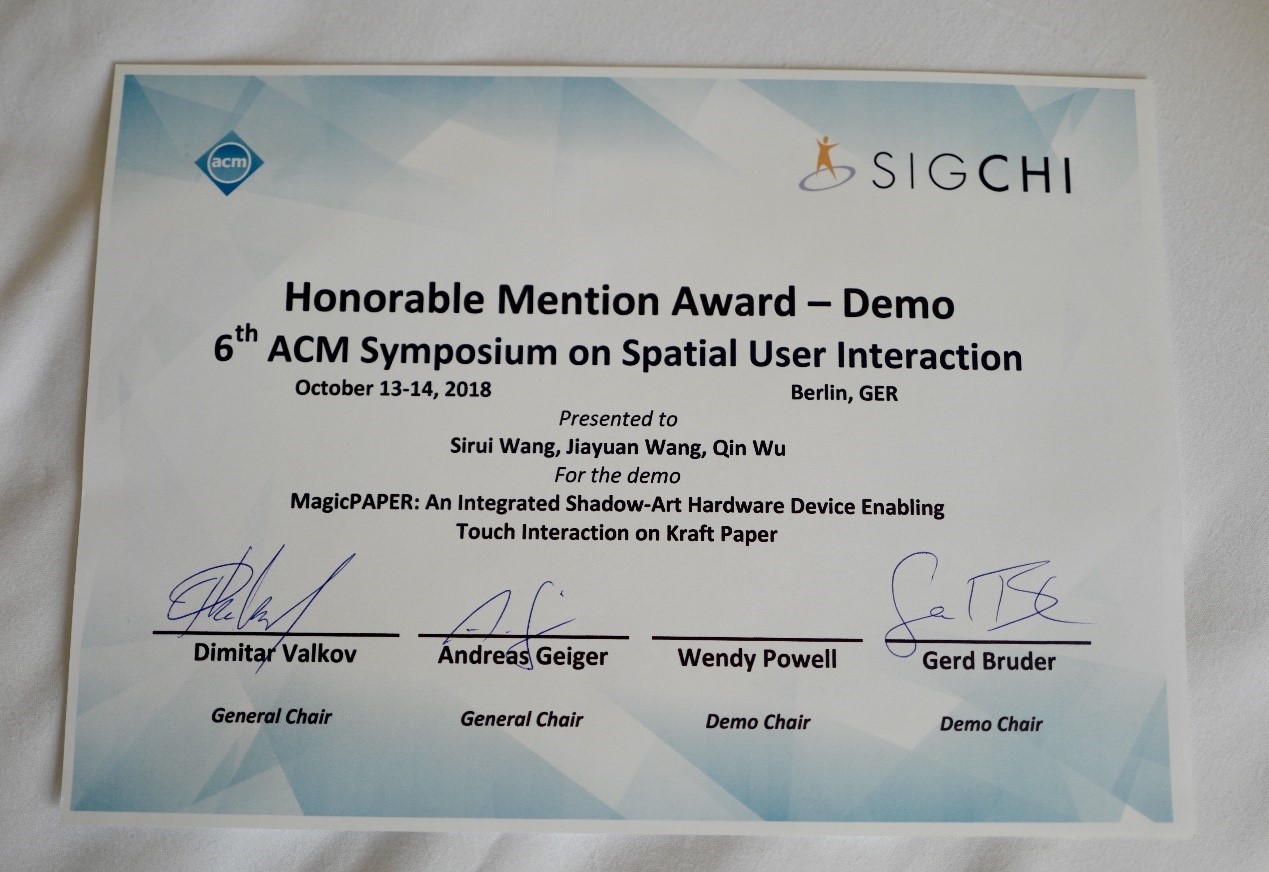 acm
SIGCHI
Honorable Mention Award – Demo
6th ACM Symposium on Spatial User Interaction
October 13-14, 2018 Berlin, GER
Presented to
Sirui Wang, Jiayuan Wang, Qin Wu
For the demo
MagicPAPER: An Integrated Shadow-Art Hardware Device Enabling
Touch Interaction on Kraft Paper
Dimitar Valkov Andreas Geiger Wendy Powell Gerd Bruder
General Chair General Chair Demo Chair Demo Chair